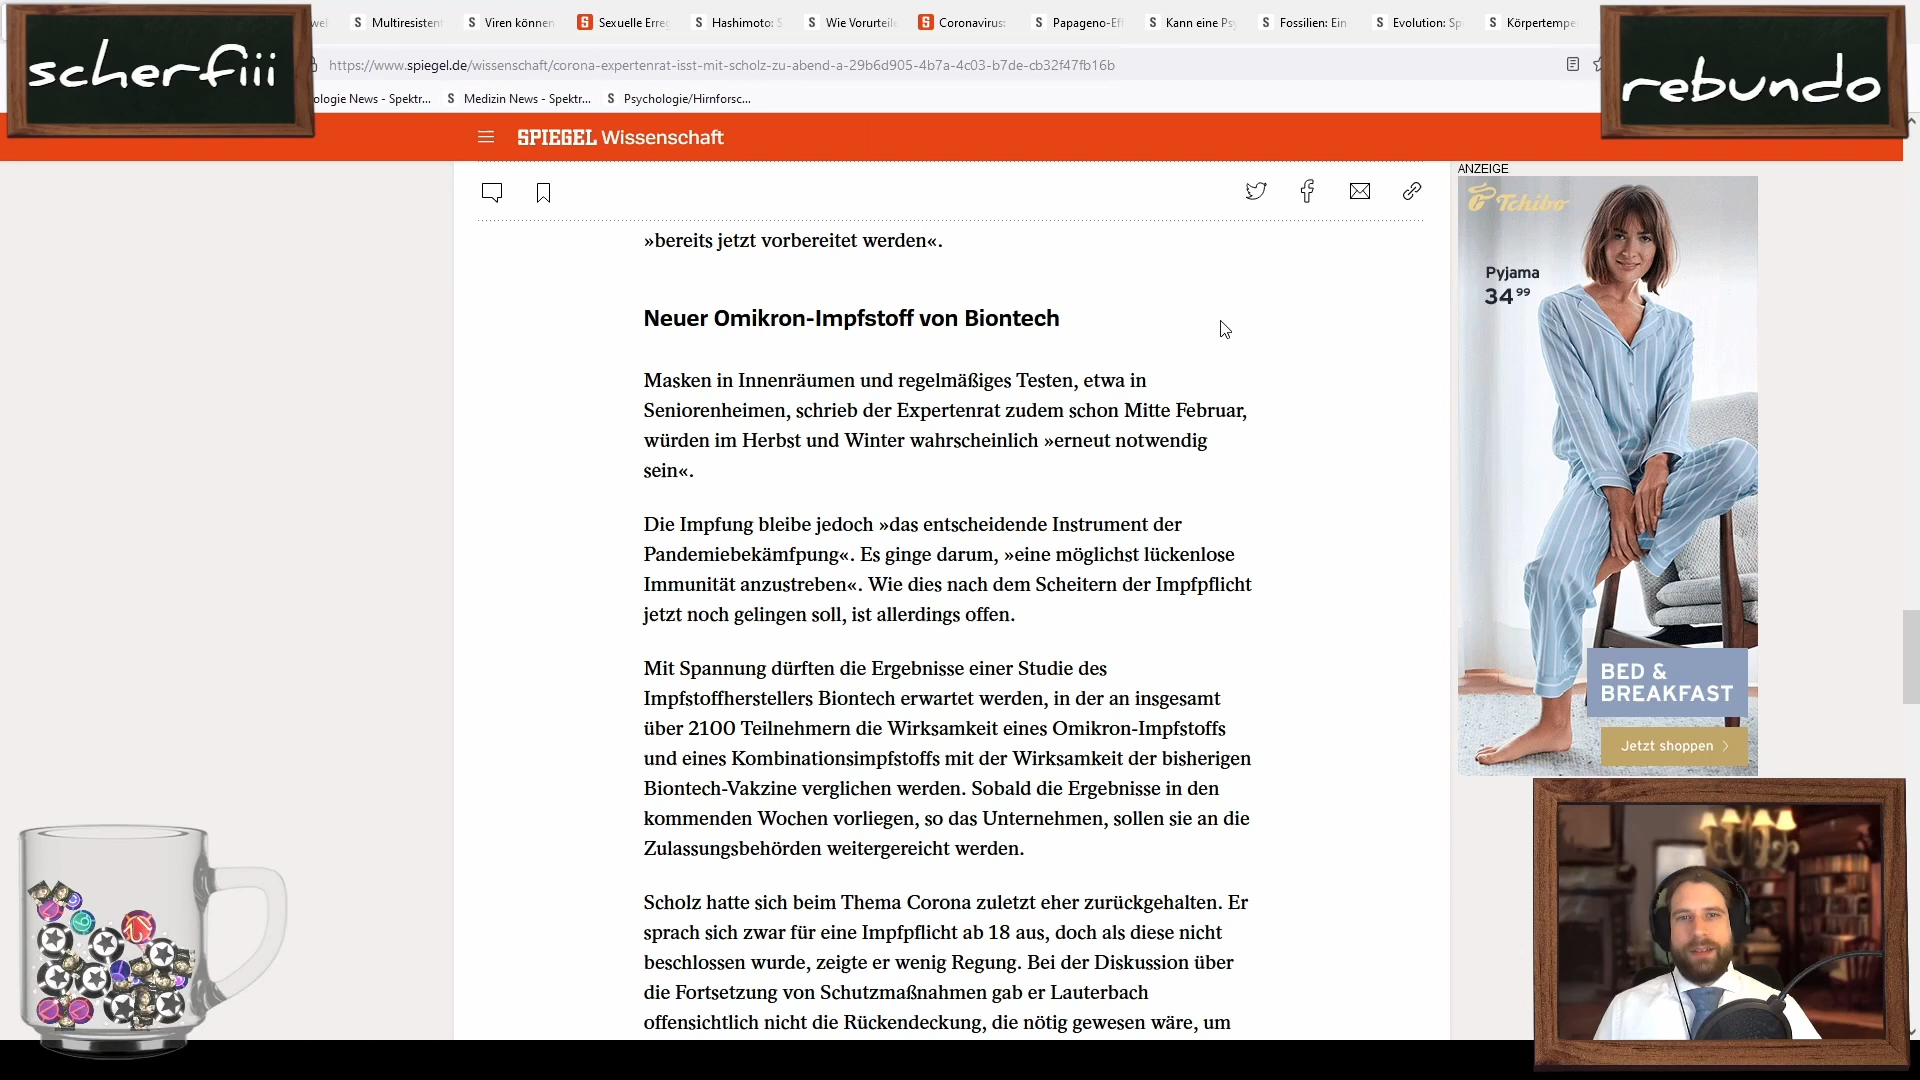 scherfiii
rebundo
Multiresisten
Viren können
Sexuelle Erre
Hashimoto: S
Wie Vorurteil
Coronavirus:
Papageno-Ef
Kann eine Ps
Fossilien: Ein
Evolution: Sp
Körpertempe
https://www.spiegel.de/wissenschaft/corona-expertenrat-isst-mit-scholz-zu-abend-a-29b6d905-4b7a-4c03-b7de-cb32f47fb16b
ologie News - Spektr...
Medizin News - Spektr...
Psychologie/Hirnforsc...
SPIEGEL Wissenschaft
»bereits jetzt vorbereitet werden«.
Neuer Omikron-Impfstoff von Biontech
Masken in Innenräumen und regelmäßiges Testen, etwa in
Seniorenheimen, schrieb der Expertenrat zudem schon Mitte Februar,
würden im Herbst und Winter wahrscheinlich »erneut notwendig
sein«.
Die Impfung bleibe jedoch »das entscheidende Instrument der
Pandemiebekämfpung«. Es ginge darum, »eine möglichst lückenlose
Immunität anzustreben«. Wie dies nach dem Scheitern der Impfpflicht
jetzt noch gelingen soll, ist allerdings offen.
Mit Spannung dürften die Ergebnisse einer Studie des
Impfstoffherstellers Biontech erwartet werden, in der an insgesamt
über 2100 Teilnehmern die Wirksamkeit eines Omikron-Impfstoffs
und eines Kombinationsimpfstoffs mit der Wirksamkeit der bisherigen
Biontech-Vakzine verglichen werden. Sobald die Ergebnisse in den
kommenden Wochen vorliegen, so das Unternehmen, sollen sie an die
Zulassungsbehörden weitergereicht werden.
Scholz hatte sich beim Thema Corona zuletzt eher zurückgehalten. Er
sprach sich zwar für eine Impfpflicht ab 18 aus, doch als diese nicht
beschlossen wurde, zeigte er wenig Regung. Bei der Diskussion über
die Fortsetzung von Schutzmaßnahmen gab er Lauterbach
offensichtlich nicht die Rückendeckung, die nötig gewesen wäre, um
ANZEIGE
Tchibo
Pyjama
34 99
BED &
BREAKFAST
Jetzt shoppen